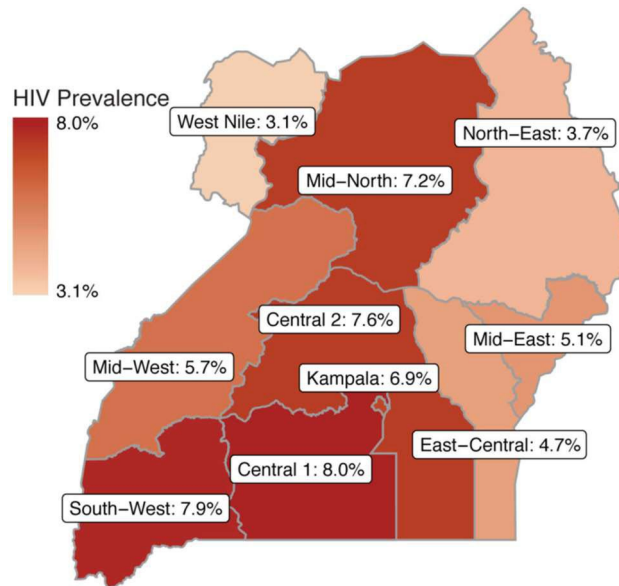 HIV Prevalence
8.0%
3.1%
West Nile: 3.1%
North−East: 3.7%
Mid−North: 7.2%
Central 2: 7.6%
Mid−East: 5.1%
Mid−West: 5.7%
Kampala: 6.9%
East−Central: 4.7%
Central 1: 8.0%
South−West: 7.9%